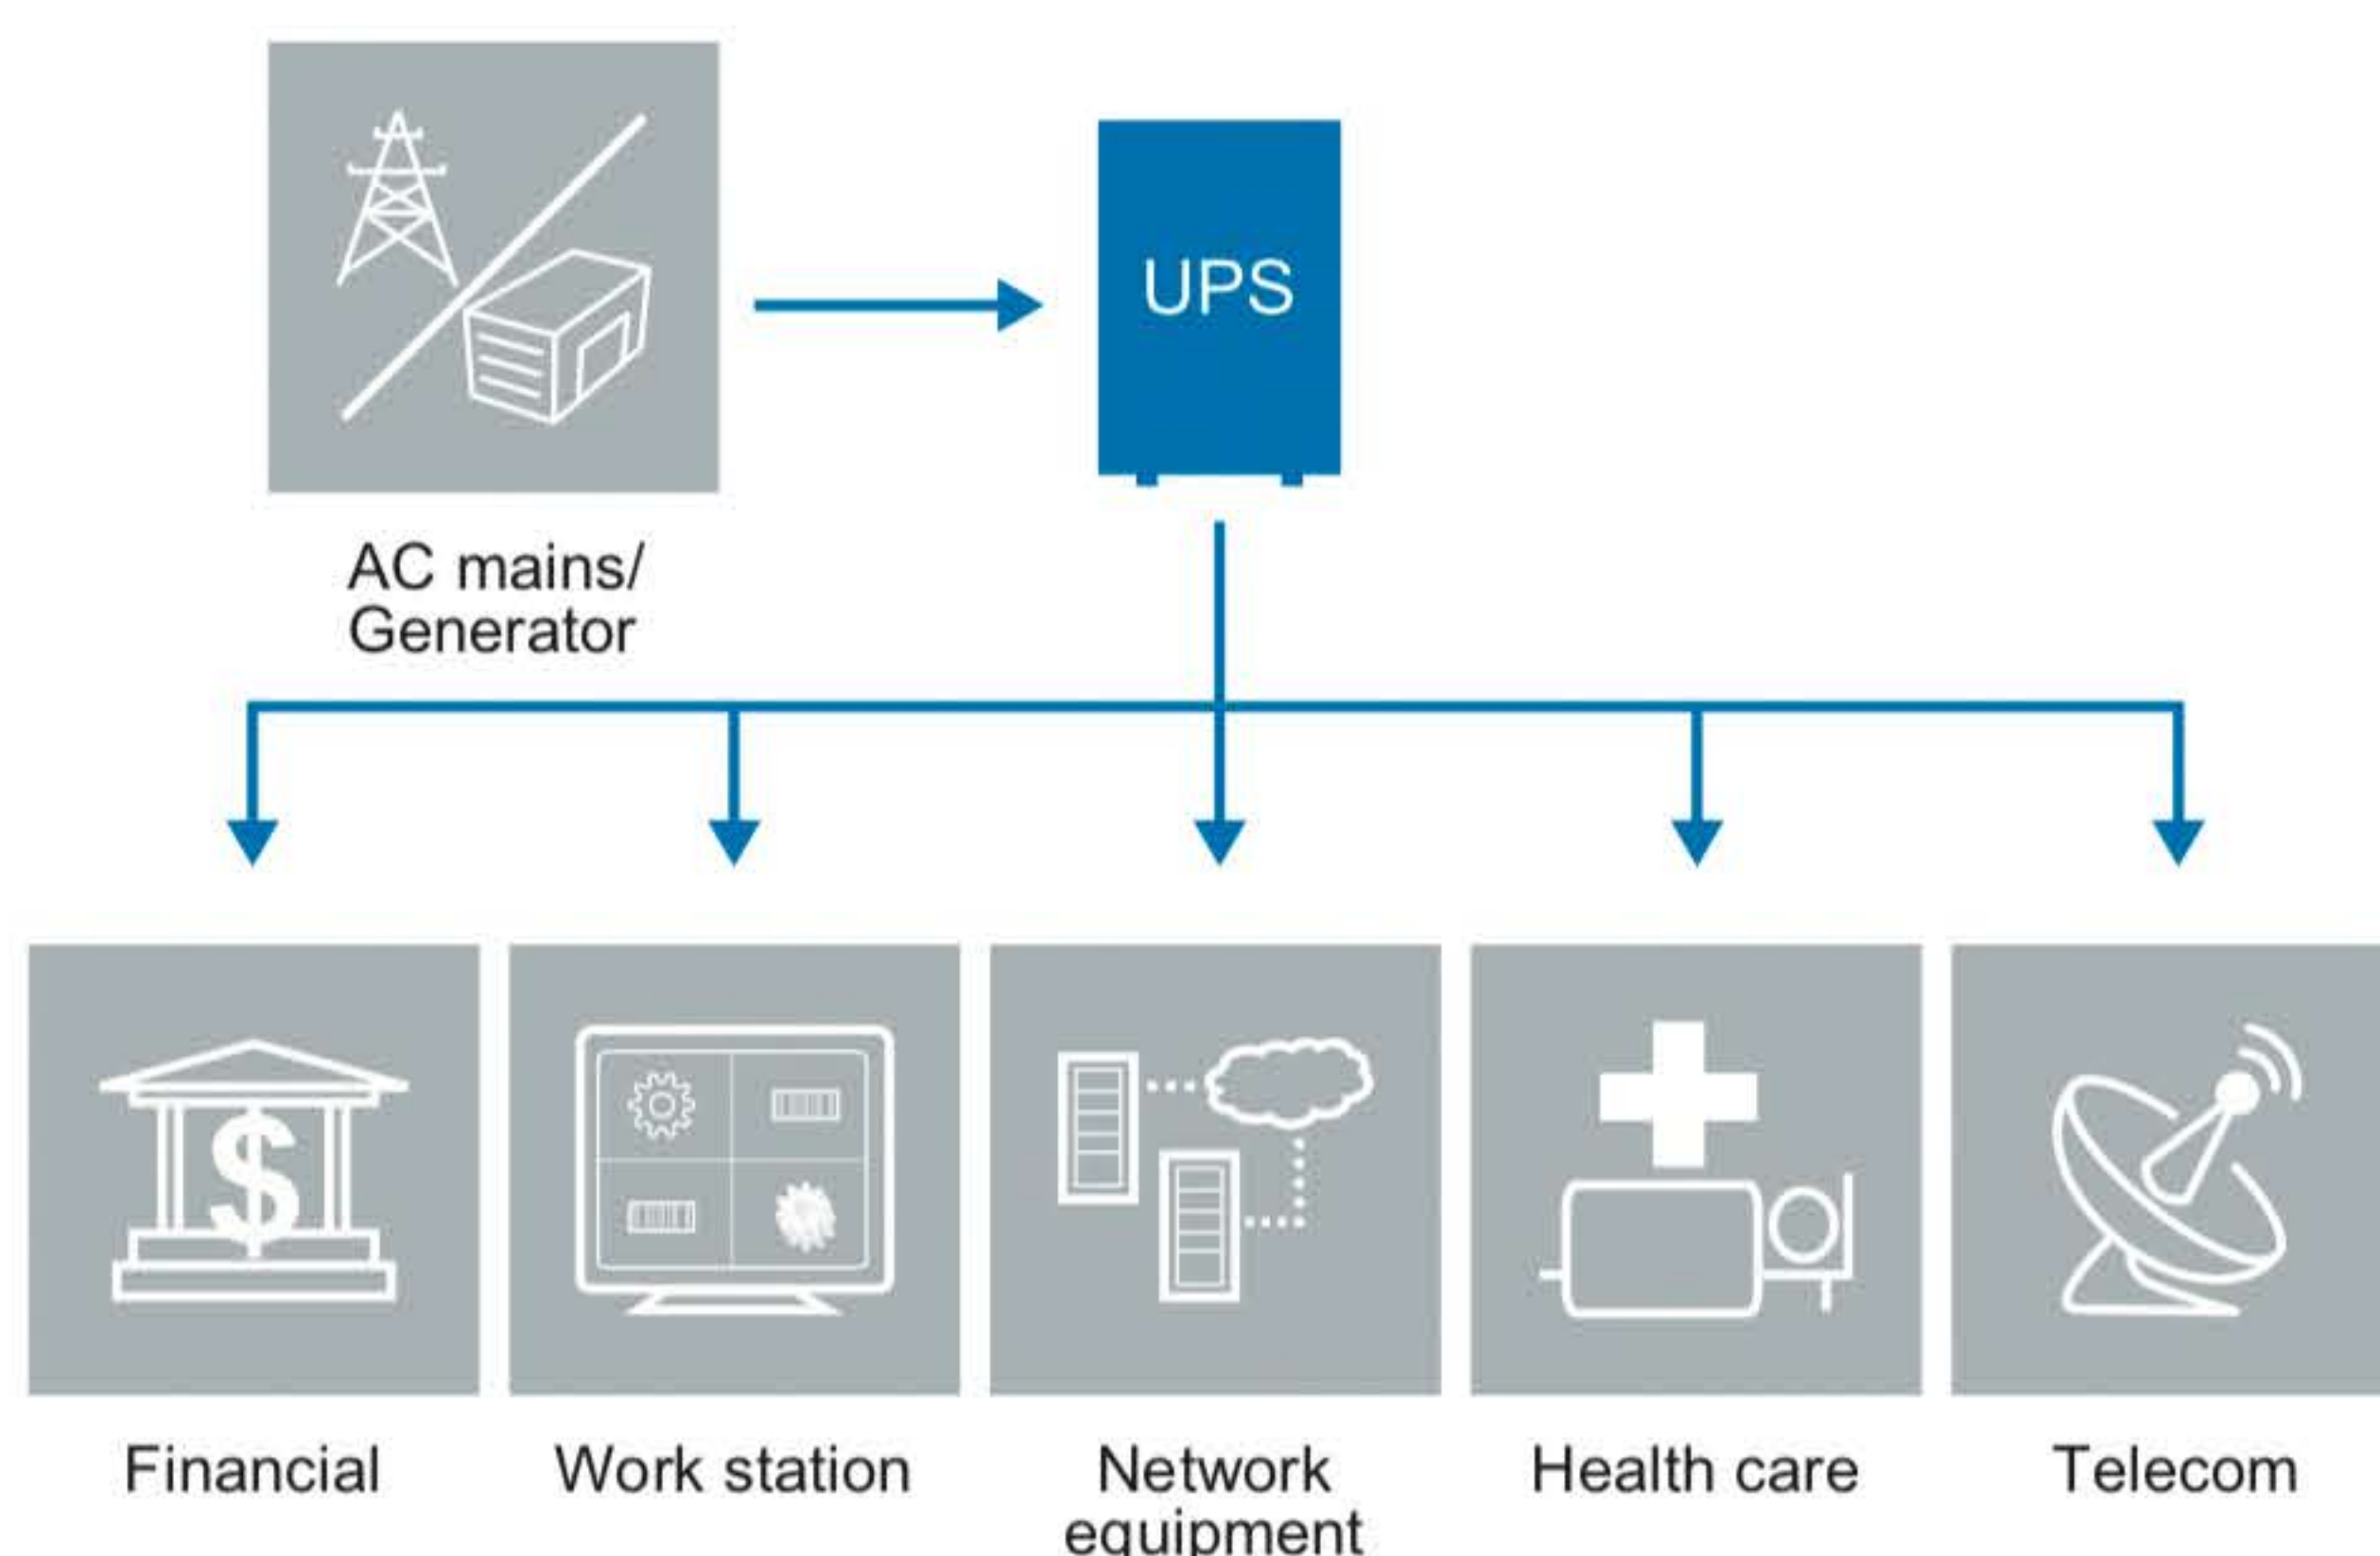 UPS
AC mains/
Generator
Financial
Work station
Network
equipment
Health care
Telecom